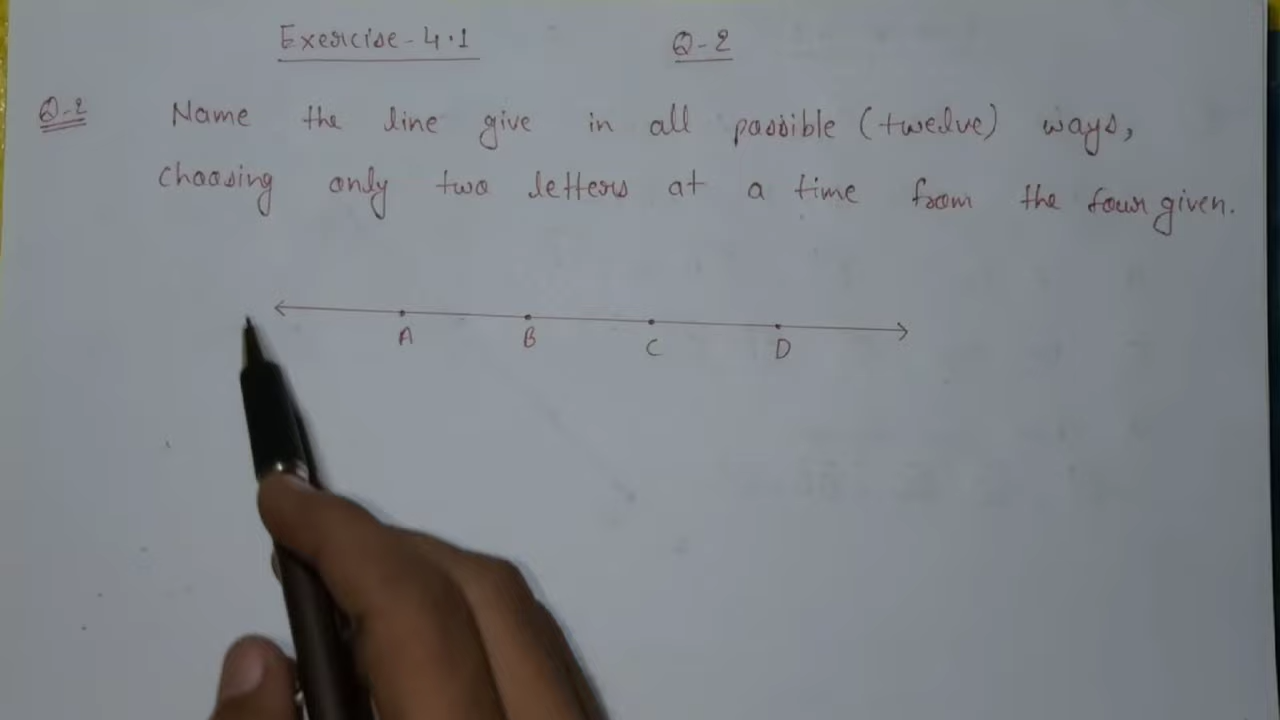 Exercise-4.1 Q-2
Q-2 Name the line give in all possible (twelve) ways,
choosing only two letters at a time from the four given.
A B C D